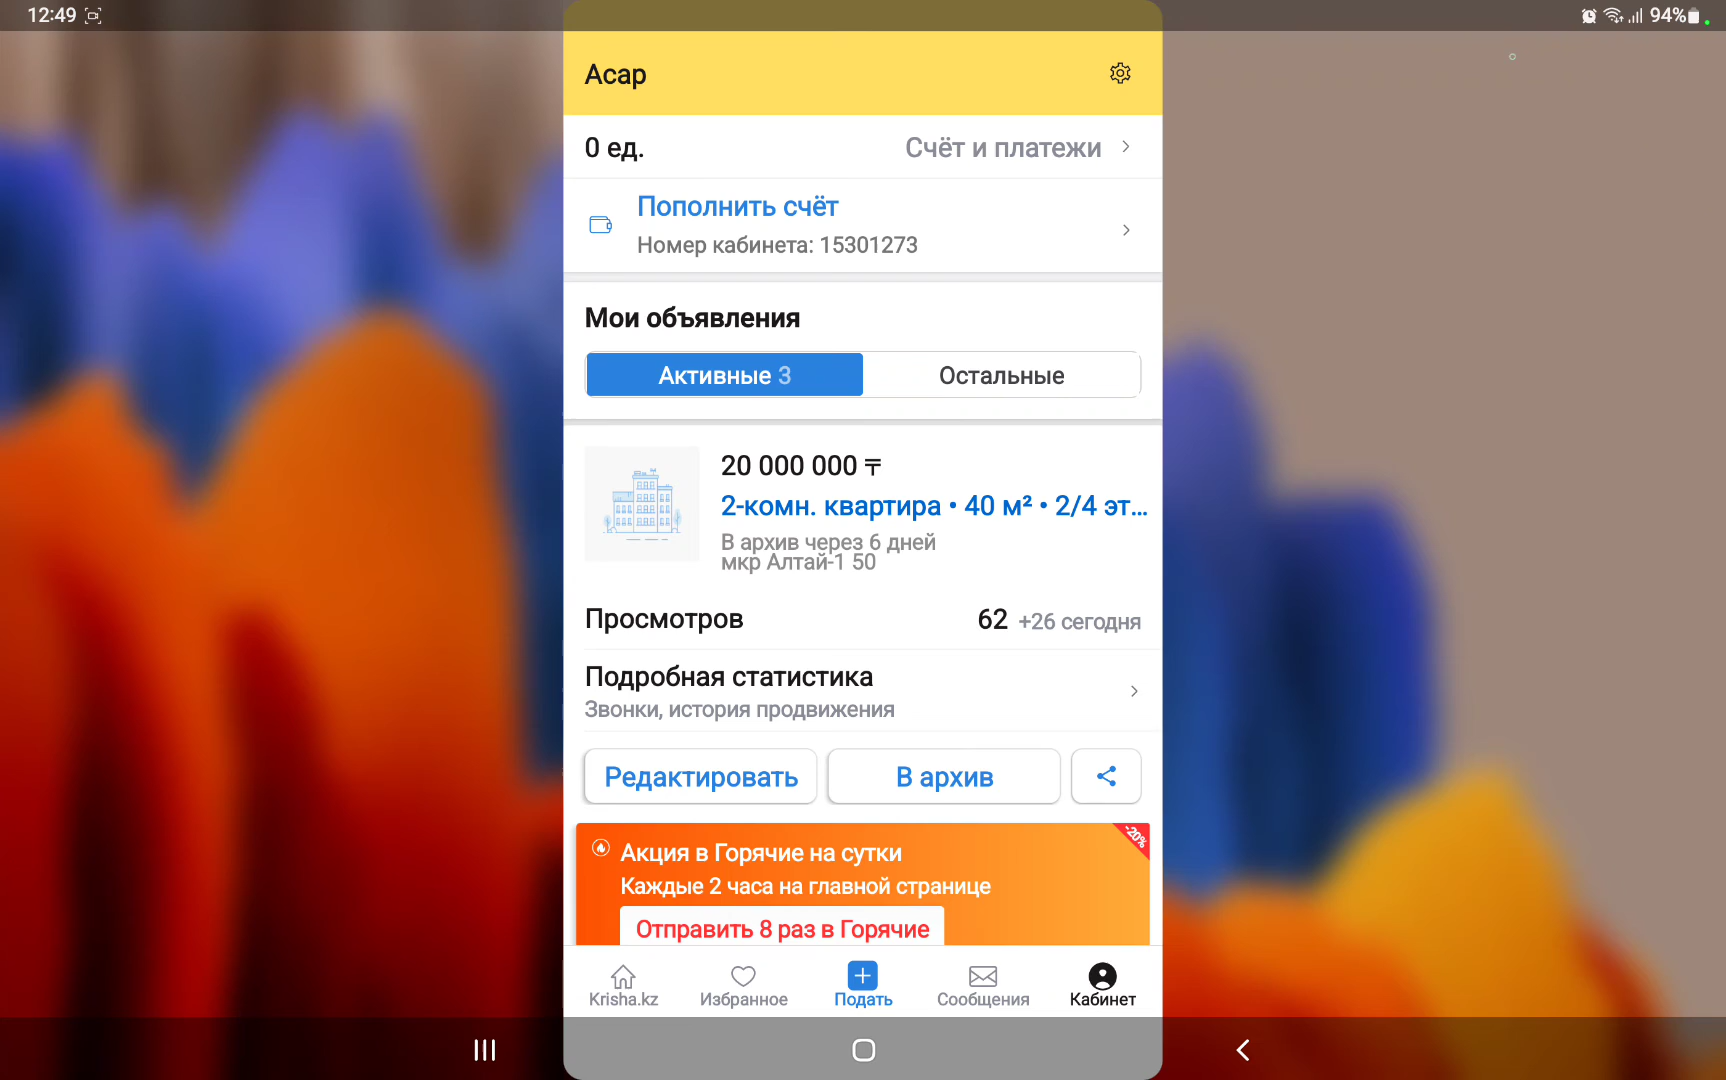 12:49
94%
Асар
0 ед.
Счёт и платежи
Пополнить счёт
Номер кабинета: 15301273
Мои объявления
Активные 3
Остальные
20 000 000 ₸
2-комн. квартира • 40 м² • 2/4 эт...
В архив через 6 дней
мкр Алтай-1 50
Просмотров
62 +26 сегодня
Подробная статистика
Звонки, история продвижения
Редактировать
В архив
-20%
Акция в Горячие на сутки
Каждые 2 часа на главной странице
Отправить 8 раз в Горячие
Krisha.kz
Избранное
Подать
Сообщения
Кабинет